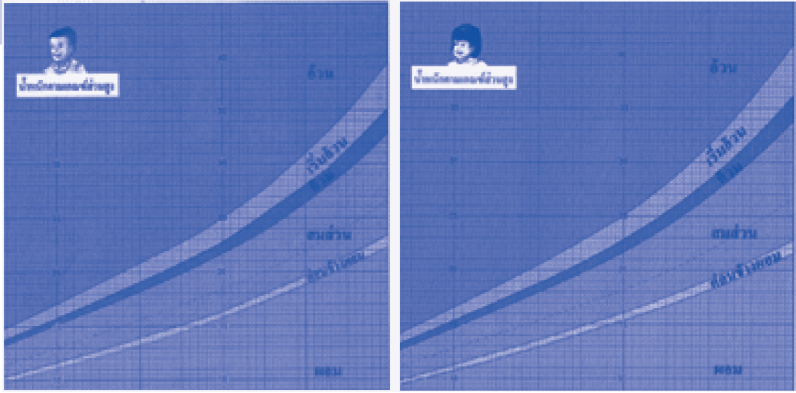 น้ำหนักตามเกณฑ์ส่วนสูง
อ้วน
เริ่มอ้วน
ท้วม
สมส่วน
ค่อนข้างผอม
ผอม
น้ำหนักตามเกณฑ์ส่วนสูง
อ้วน
เริ่มอ้วน
ท้วม
สมส่วน
ค่อนข้างผอม
ผอม